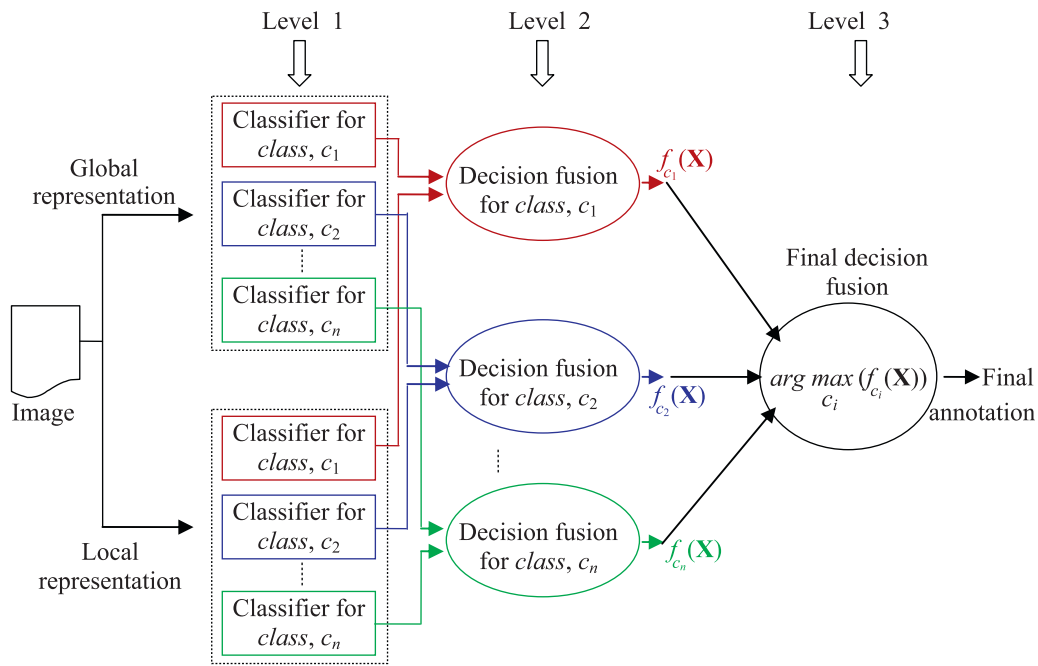 Level 1
Level 2
Level 3
Global
representation
Image
Local
representation
Classifier for
class, c1
Classifier for
class, c2
Classifier for
class, cn
Classifier for
class, c1
Classifier for
class, c2
Classifier for
class, cn
Decision fusion
for class, c1
Decision fusion
for class, c2
Decision fusion
for class, cn
fc1(X)
fc2(X)
fcn(X)
Final decision
fusion
arg max (fci(X))
ci
Final
annotation